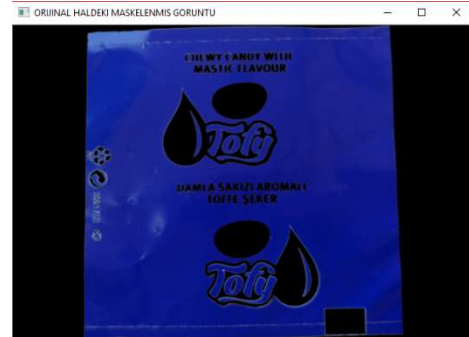 ORIJINAL HALDEKI MASKELENMIS GORUNTU
CHEWY CANDY WITH
MASTIC FLAVOUR
Tofy
DAMLA SAKIZI AROMALI
TOFFE ŞEKER
Tofy